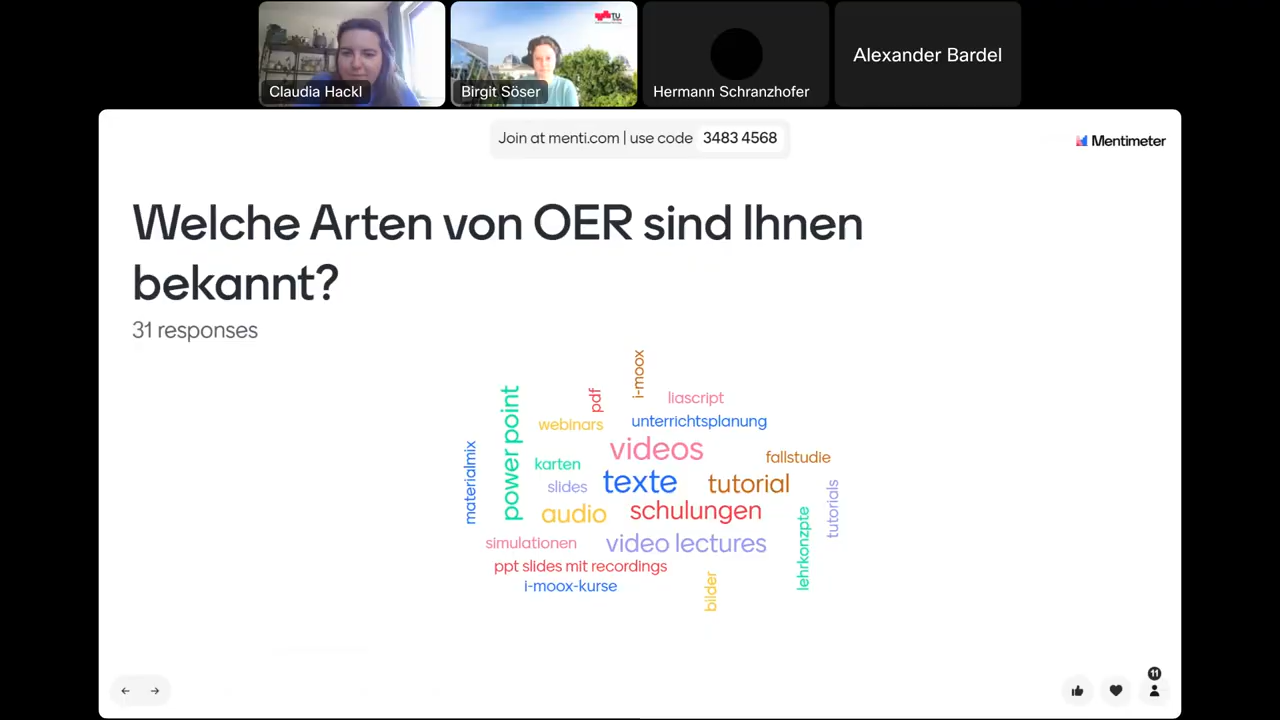 TU
Claudia Hackl
Birgit Söser
Hermann Schranzhofer
Alexander Bardel
Join at menti.com | use code 3483 4568
Mentimeter
Welche Arten von OER sind Ihnen
bekannt?
31 responses
i-moox
pdf
liascript
power point
webinars
unterrichtsplanung
videos
materialmix
karten
fallstudie
slides
texte
tutorial
tutorials
audio
schulungen
lehrkonzpte
simulationen
video lectures
ppt slides mit recordings
i-moox-kurse
bilder
11